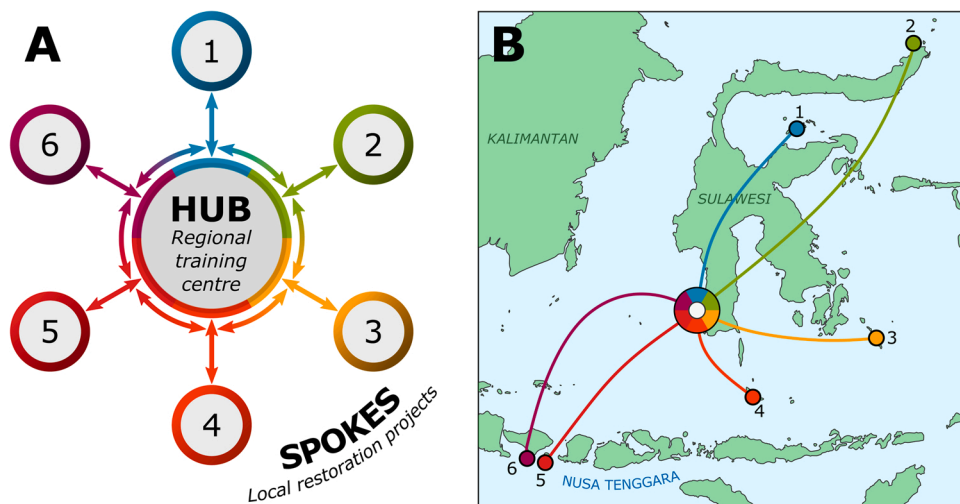 A
1
2
3
4
5
6
HUB
Regional
training
centre
SPOKES
Local restoration projects
B
2
1
KALIMANTAN
SULAWESI
3
4
6
5
NUSA TENGGARA